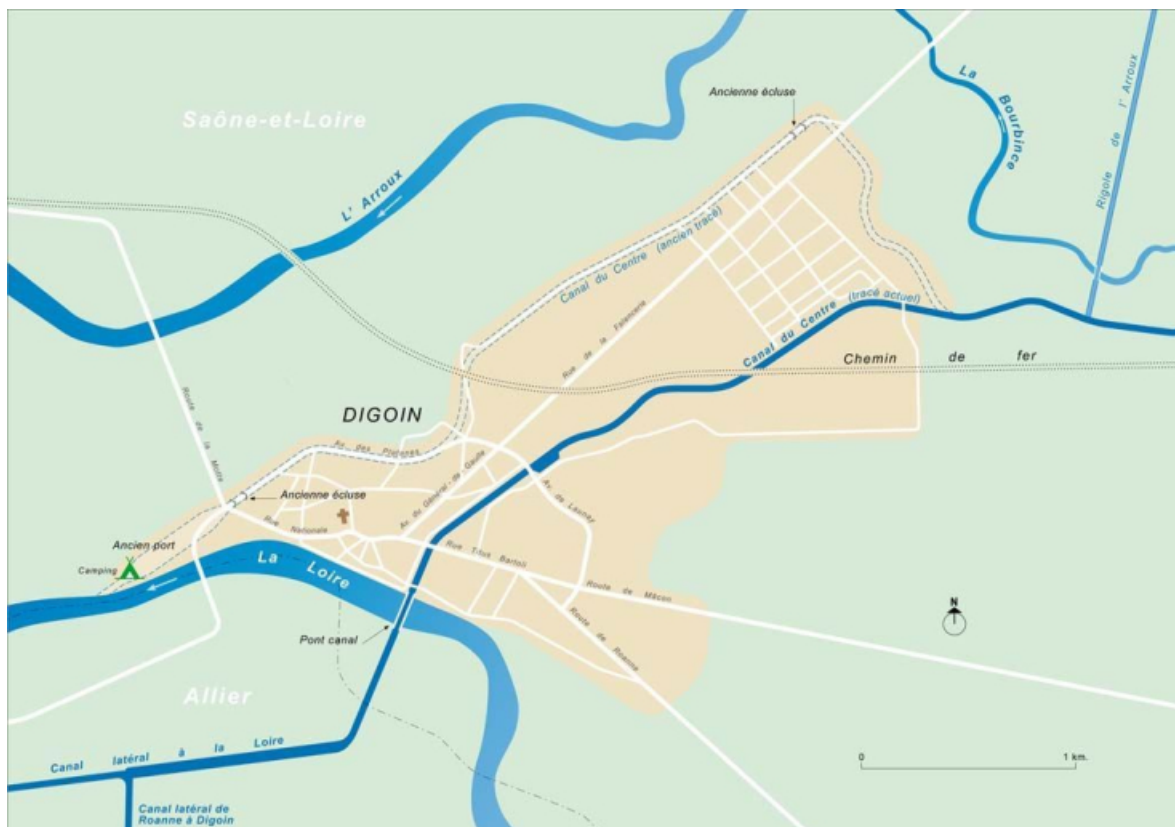 Ancienne écluse
La
Bourbince
Rigole de l' Arroux
Saône-et-Loire
L' Arroux
Canal du Centre (ancien tracé)
Rue de la Faïencerie
Canal du Centre (tracé actuel)
Chemin de fer
Route de la Motte
DIGOIN
Av. des Platanes
Av. du Général-de-Gaulle
Av. de Launay
Ancienne écluse
Rue Nationale
Ancien port
Camping
La
Loire
Rue Titus Bartoli
Route de Mâcon
Route de Roanne
N
Pont canal
Allier
Canal latéral à la Loire
Canal latéral de
Roanne à Digoin
0 1 km.